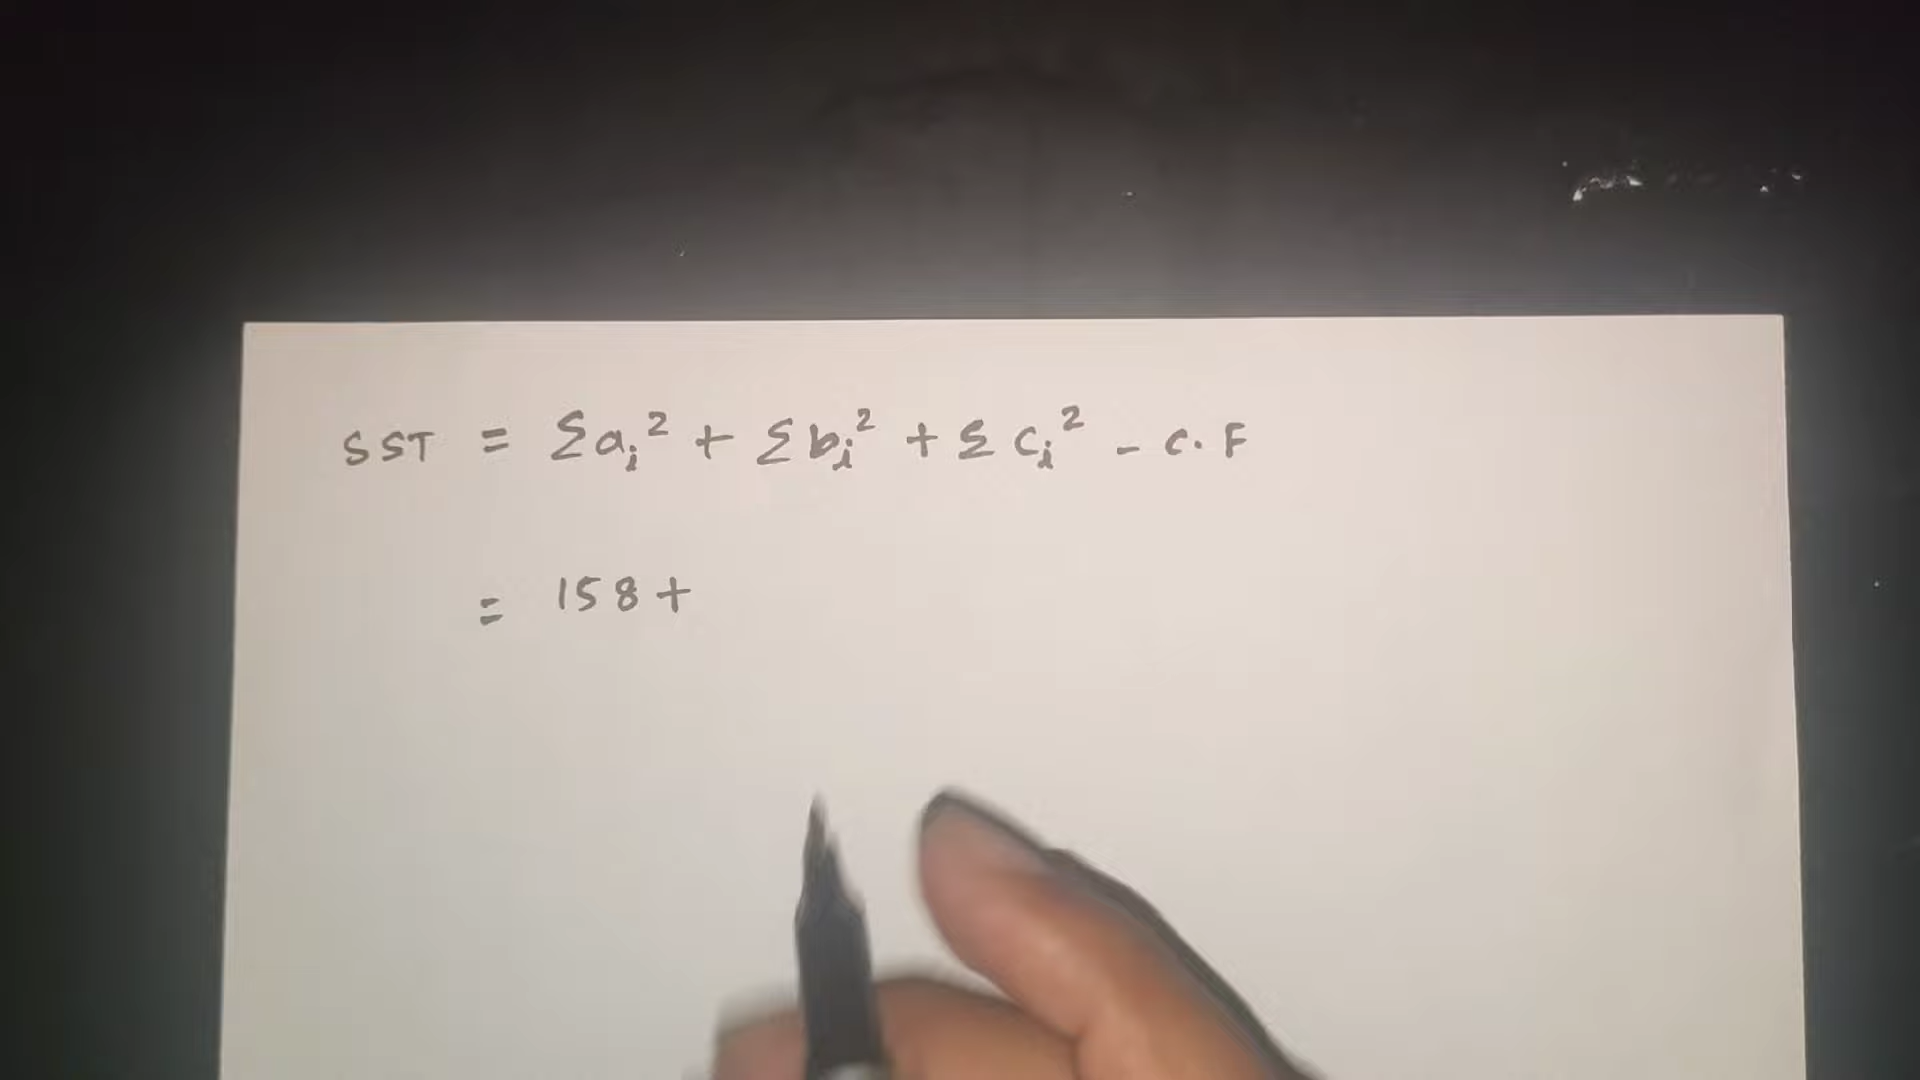 SST = Σaᵢ² + Σbᵢ² + Σcᵢ² - C.F
= 158+